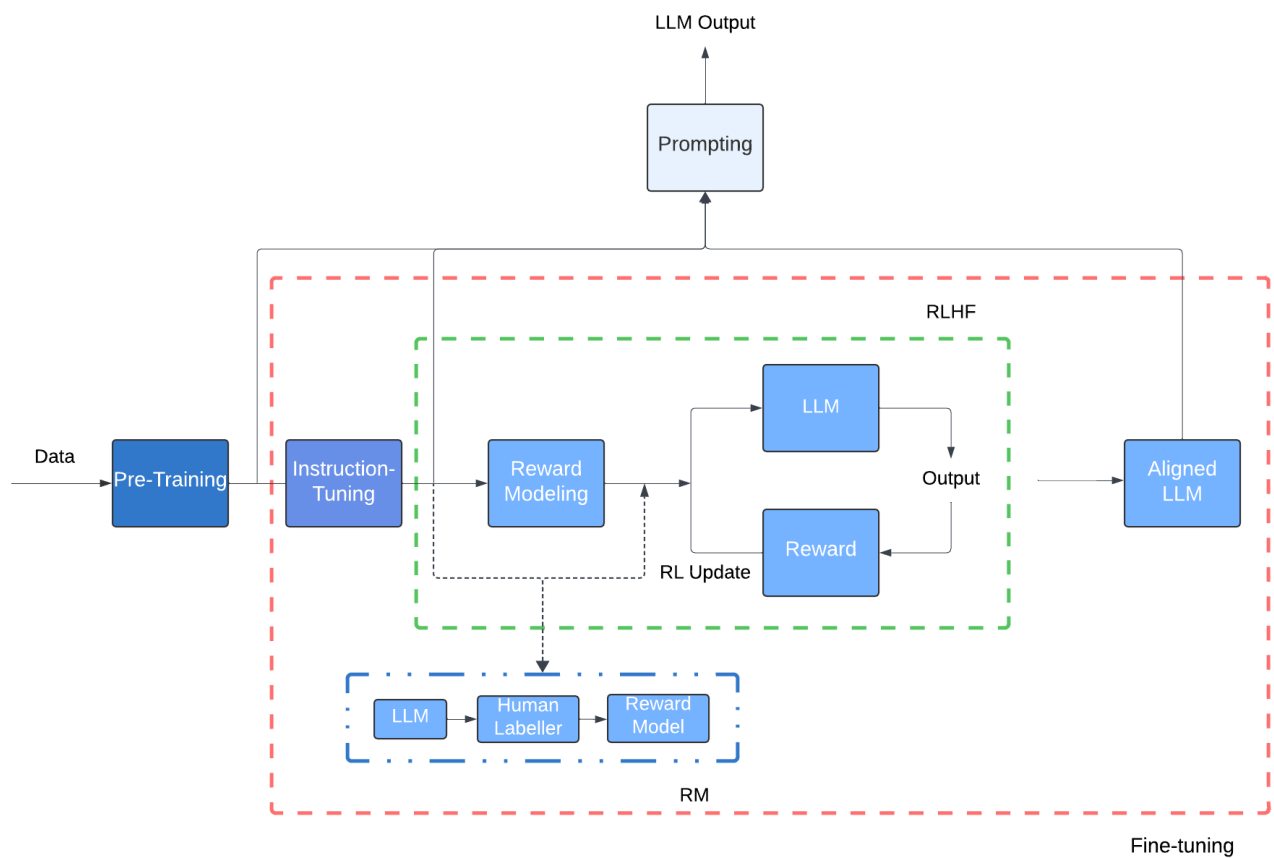 LLM Output
Prompting
RLHF
LLM
Data
Pre-Training
Instruction-
Tuning
Reward
Modeling
Output
Aligned
LLM
Reward
RL Update
LLM
Human
Labeller
Reward
Model
RM
Fine-tuning